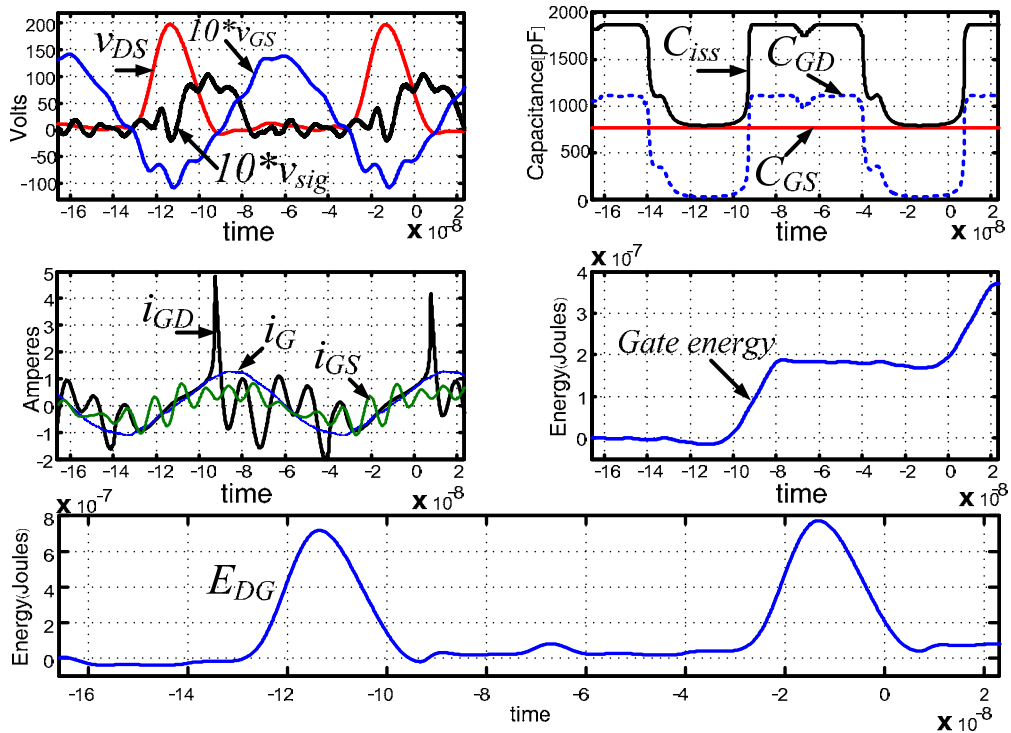 200
150
100
50
0
-50
-100
Volts
v_DS
10*v_GS
10*v_sig
-16 -14 -12 -10 -8 -6 -4 -2 0 2
time
x 10^-8
2000
1500
1000
500
0
Capacitance[pF]
C_iss
C_GD
C_GS
-16 -14 -12 -10 -8 -6 -4 -2 0 2
time
x 10^-8
5
4
3
2
1
0
-1
-2
Amperes
i_GD
i_G
i_GS
-16 -14 -12 -10 -8 -6 -4 -2 0 2
time
x 10^-8
x 10^-7
4
2
0
Energy(Joules)
Gate energy
-16 -14 -12 -10 -8 -6 -4 -2 0 2
time
x 10^-8
x 10^-7
8
6
4
2
0
Energy(Joules)
E_DG
-16 -14 -12 -10 -8 -6 -4 -2 0 2
time
x 10^-8